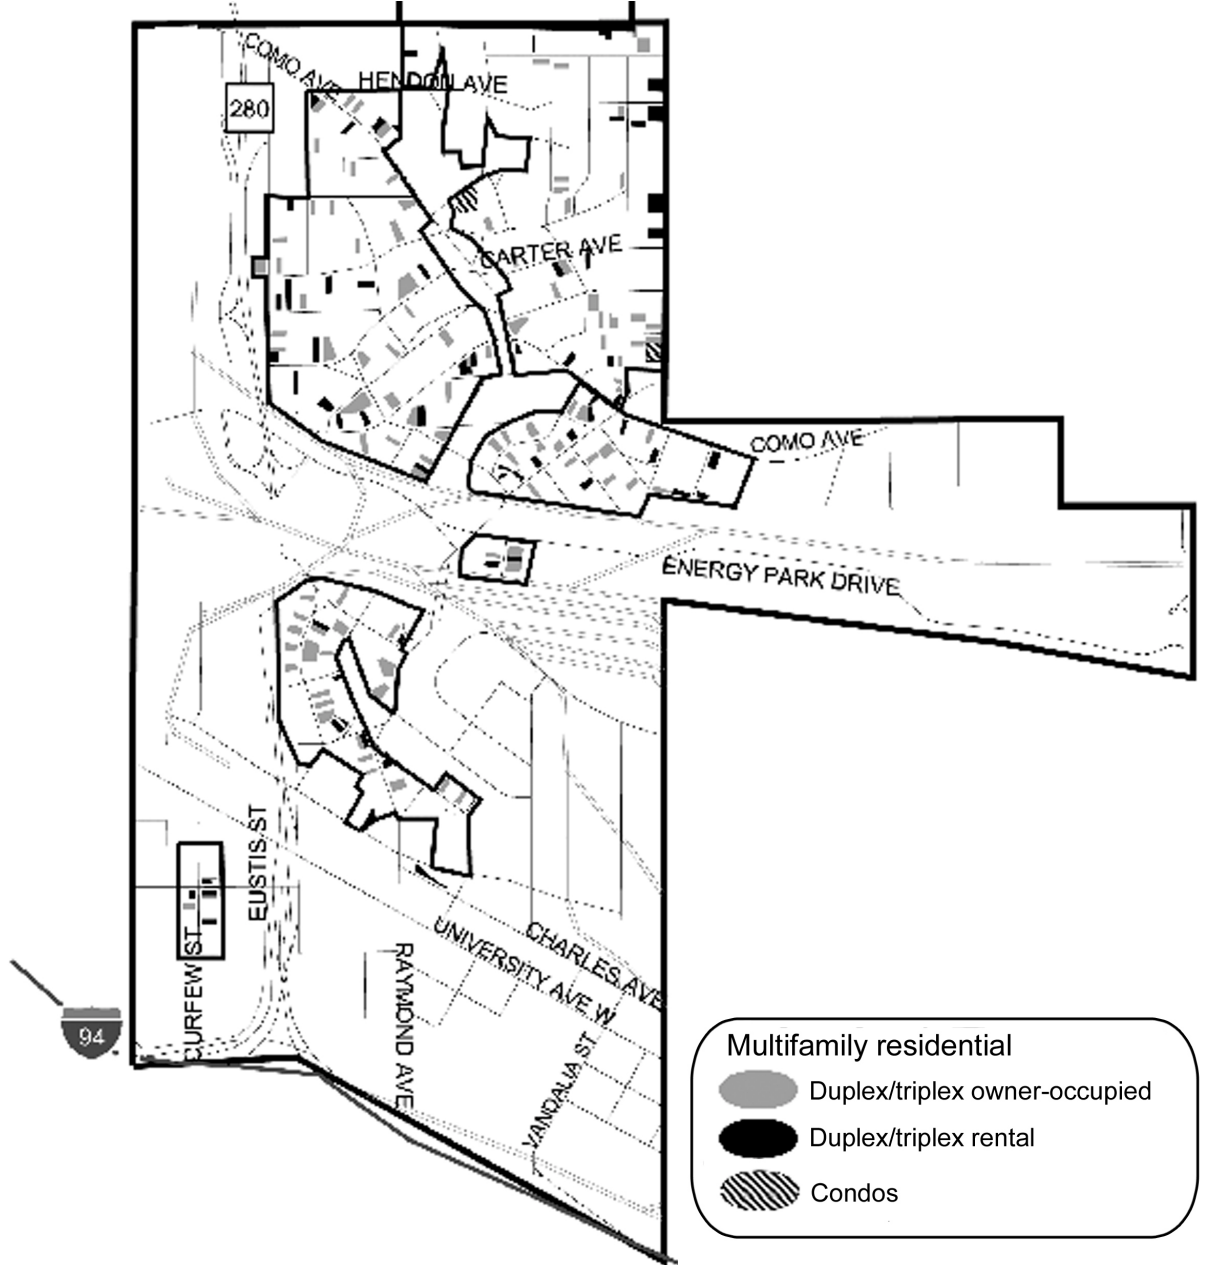 COMO AVE
HENDON AVE
280
CARTER AVE
COMO AVE
ENERGY PARK DRIVE
EUSTIS ST
CURFEW ST
RAYMOND AVE
UNIVERSITY AVE W
CHARLES AVE
VANDALIA ST
94
Multifamily residential
Duplex/triplex owner-occupied
Duplex/triplex rental
Condos